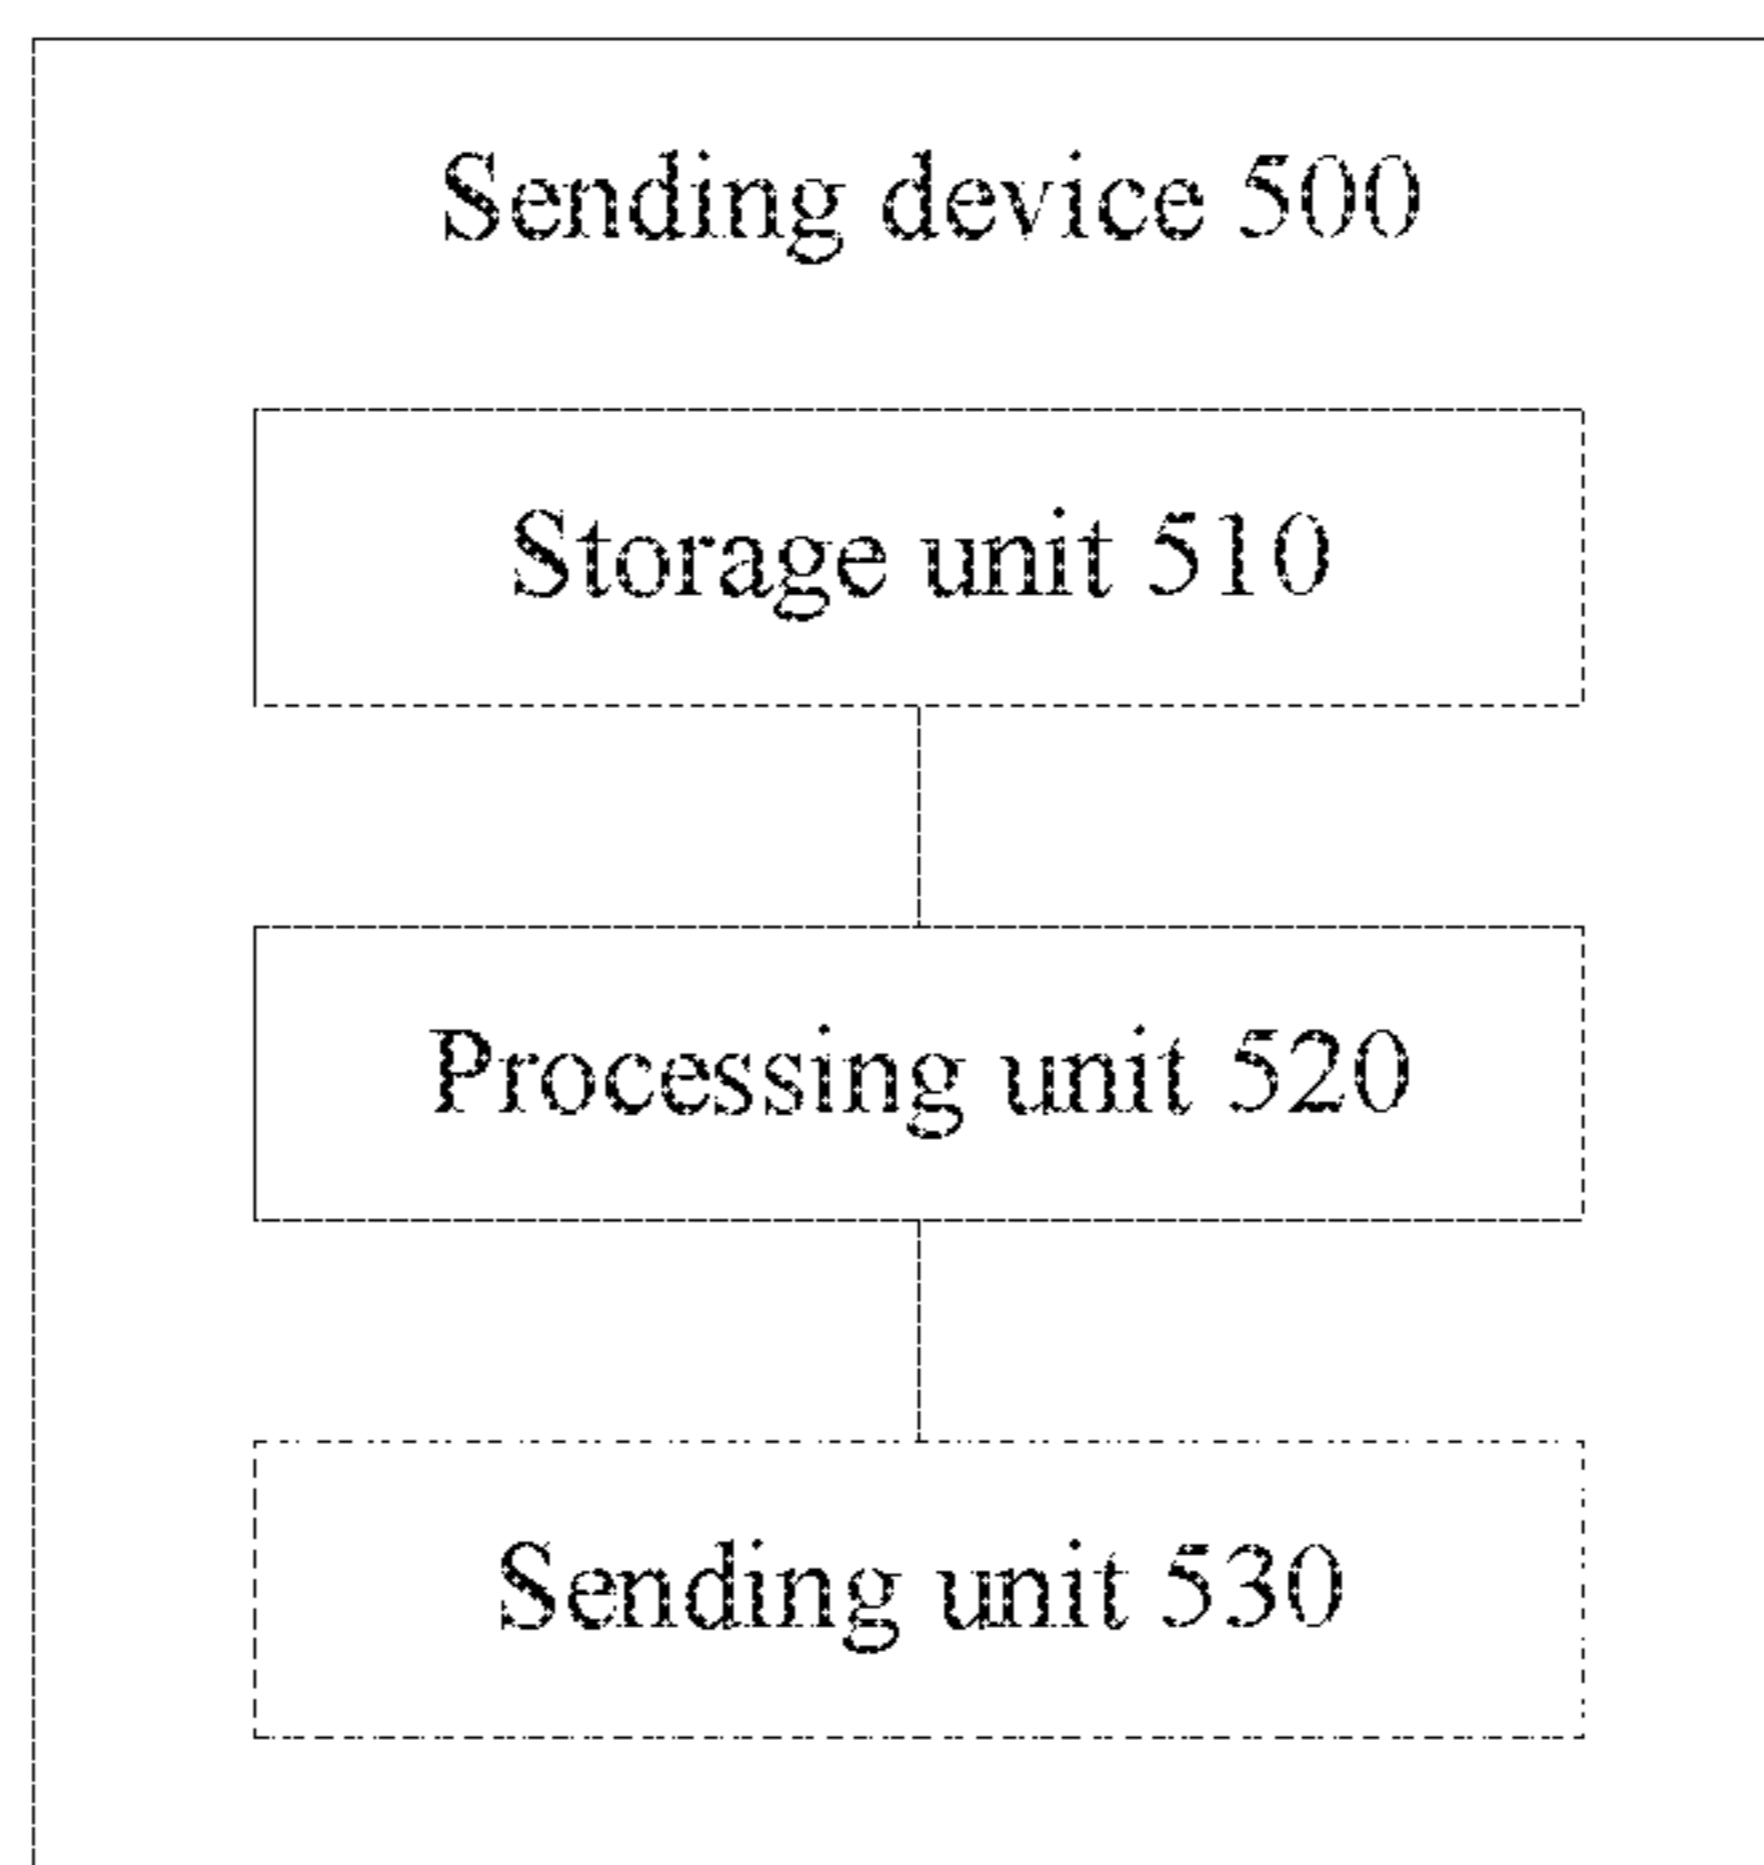 Sending device 500
Storage unit 510
Processing unit 520
Sending unit 530